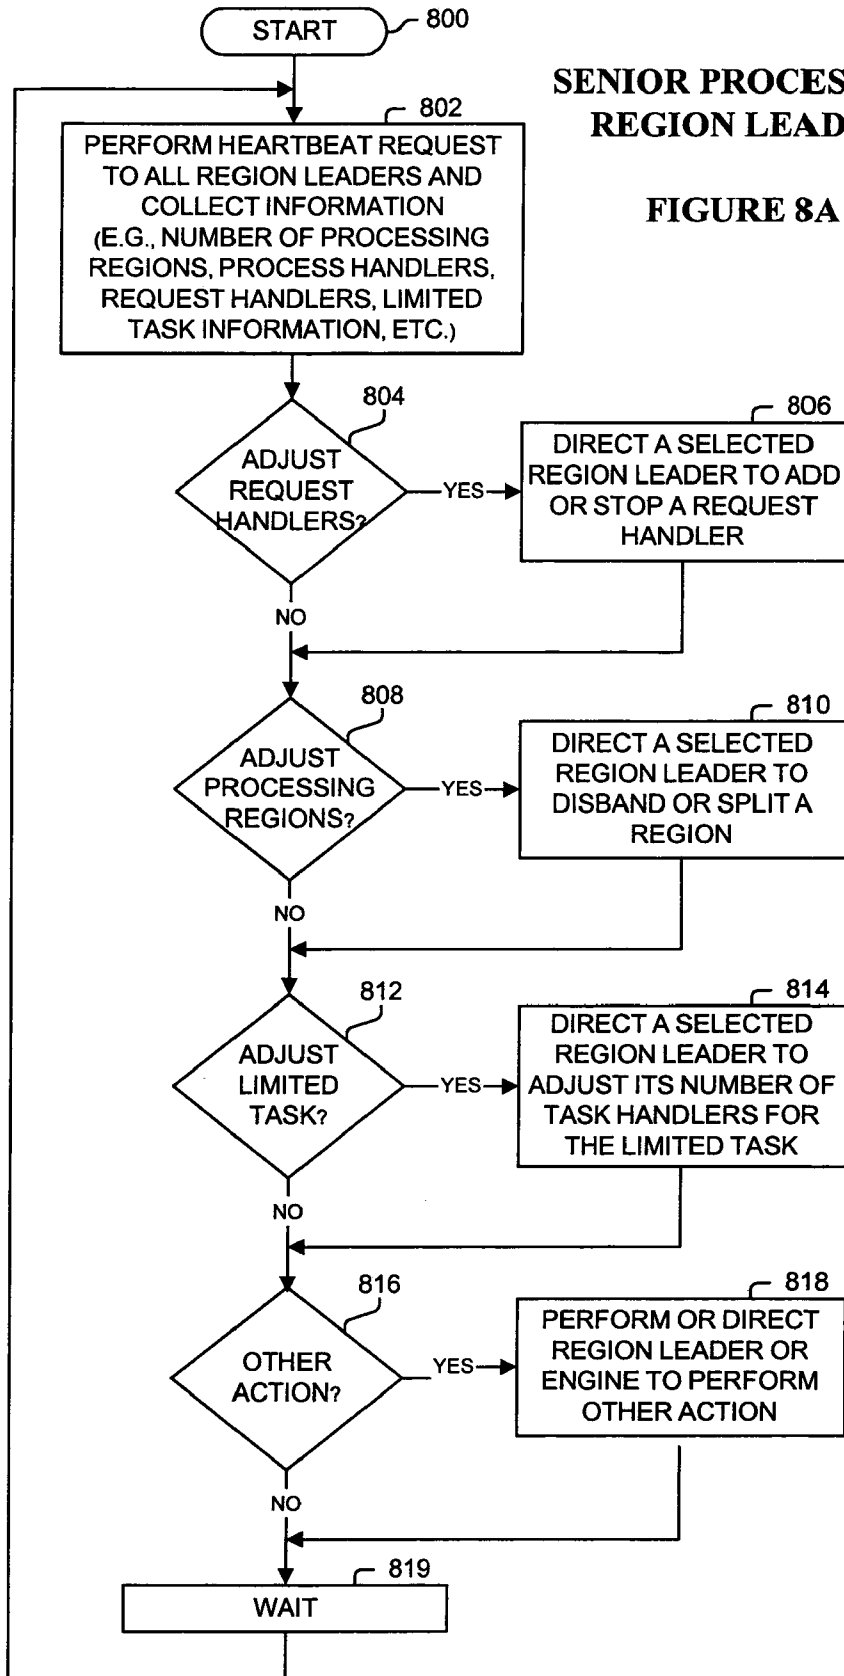 START
800
SENIOR PROCES
REGION LEAD
FIGURE 8A
802
PERFORM HEARTBEAT REQUEST
TO ALL REGION LEADERS AND
COLLECT INFORMATION
(E.G., NUMBER OF PROCESSING
REGIONS, PROCESS HANDLERS,
REQUEST HANDLERS, LIMITED
TASK INFORMATION, ETC.)
804
ADJUST
REQUEST
HANDLERS?
YES
806
DIRECT A SELECTED
REGION LEADER TO ADD
OR STOP A REQUEST
HANDLER
NO
808
ADJUST
PROCESSING
REGIONS?
YES
810
DIRECT A SELECTED
REGION LEADER TO
DISBAND OR SPLIT A
REGION
NO
812
ADJUST
LIMITED
TASK?
YES
814
DIRECT A SELECTED
REGION LEADER TO
ADJUST ITS NUMBER OF
TASK HANDLERS FOR
THE LIMITED TASK
NO
816
OTHER
ACTION?
YES
818
PERFORM OR DIRECT
REGION LEADER OR
ENGINE TO PERFORM
OTHER ACTION
NO
819
WAIT